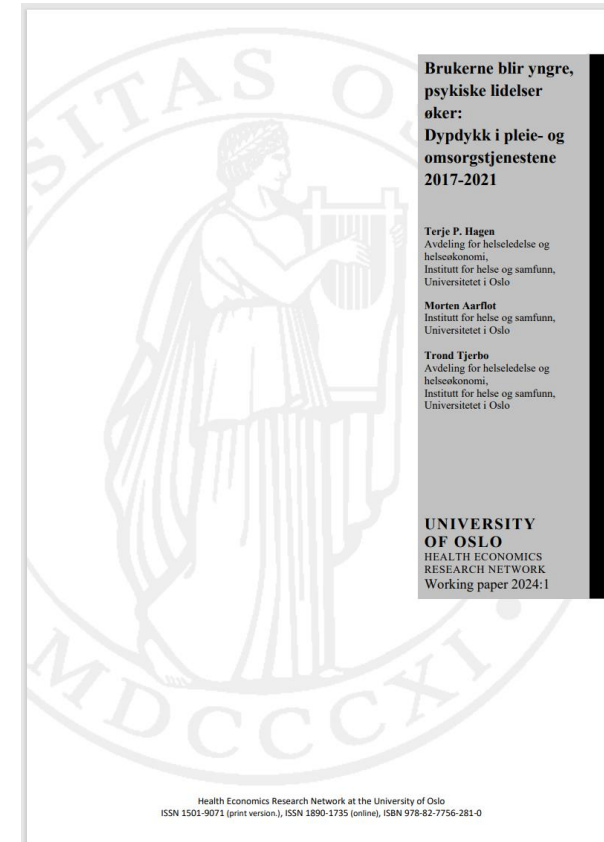 Brukerne blir yngre,
psykiske lidelser
øker:
Dypdykk i pleie- og
omsorgstjenestene
2017-2021
Terje P. Hagen
Avdeling for helseledelse og
helseøkonomi,
Institutt for helse og samfunn,
Universitetet i Oslo
Morten Aarflot
Institutt for helse og samfunn,
Universitetet i Oslo
Trond Tjerbo
Avdeling for helseledelse og
helseøkonomi,
Institutt for helse og samfunn,
Universitetet i Oslo
UNIVERSITY
OF OSLO
HEALTH ECONOMICS
RESEARCH NETWORK
Working paper 2024:1
ITAS O
MDCCCXI
Health Economics Research Network at the University of Oslo
ISSN 1501-9071 (print version.), ISSN 1890-1735 (online), ISBN 978-82-7756-281-0